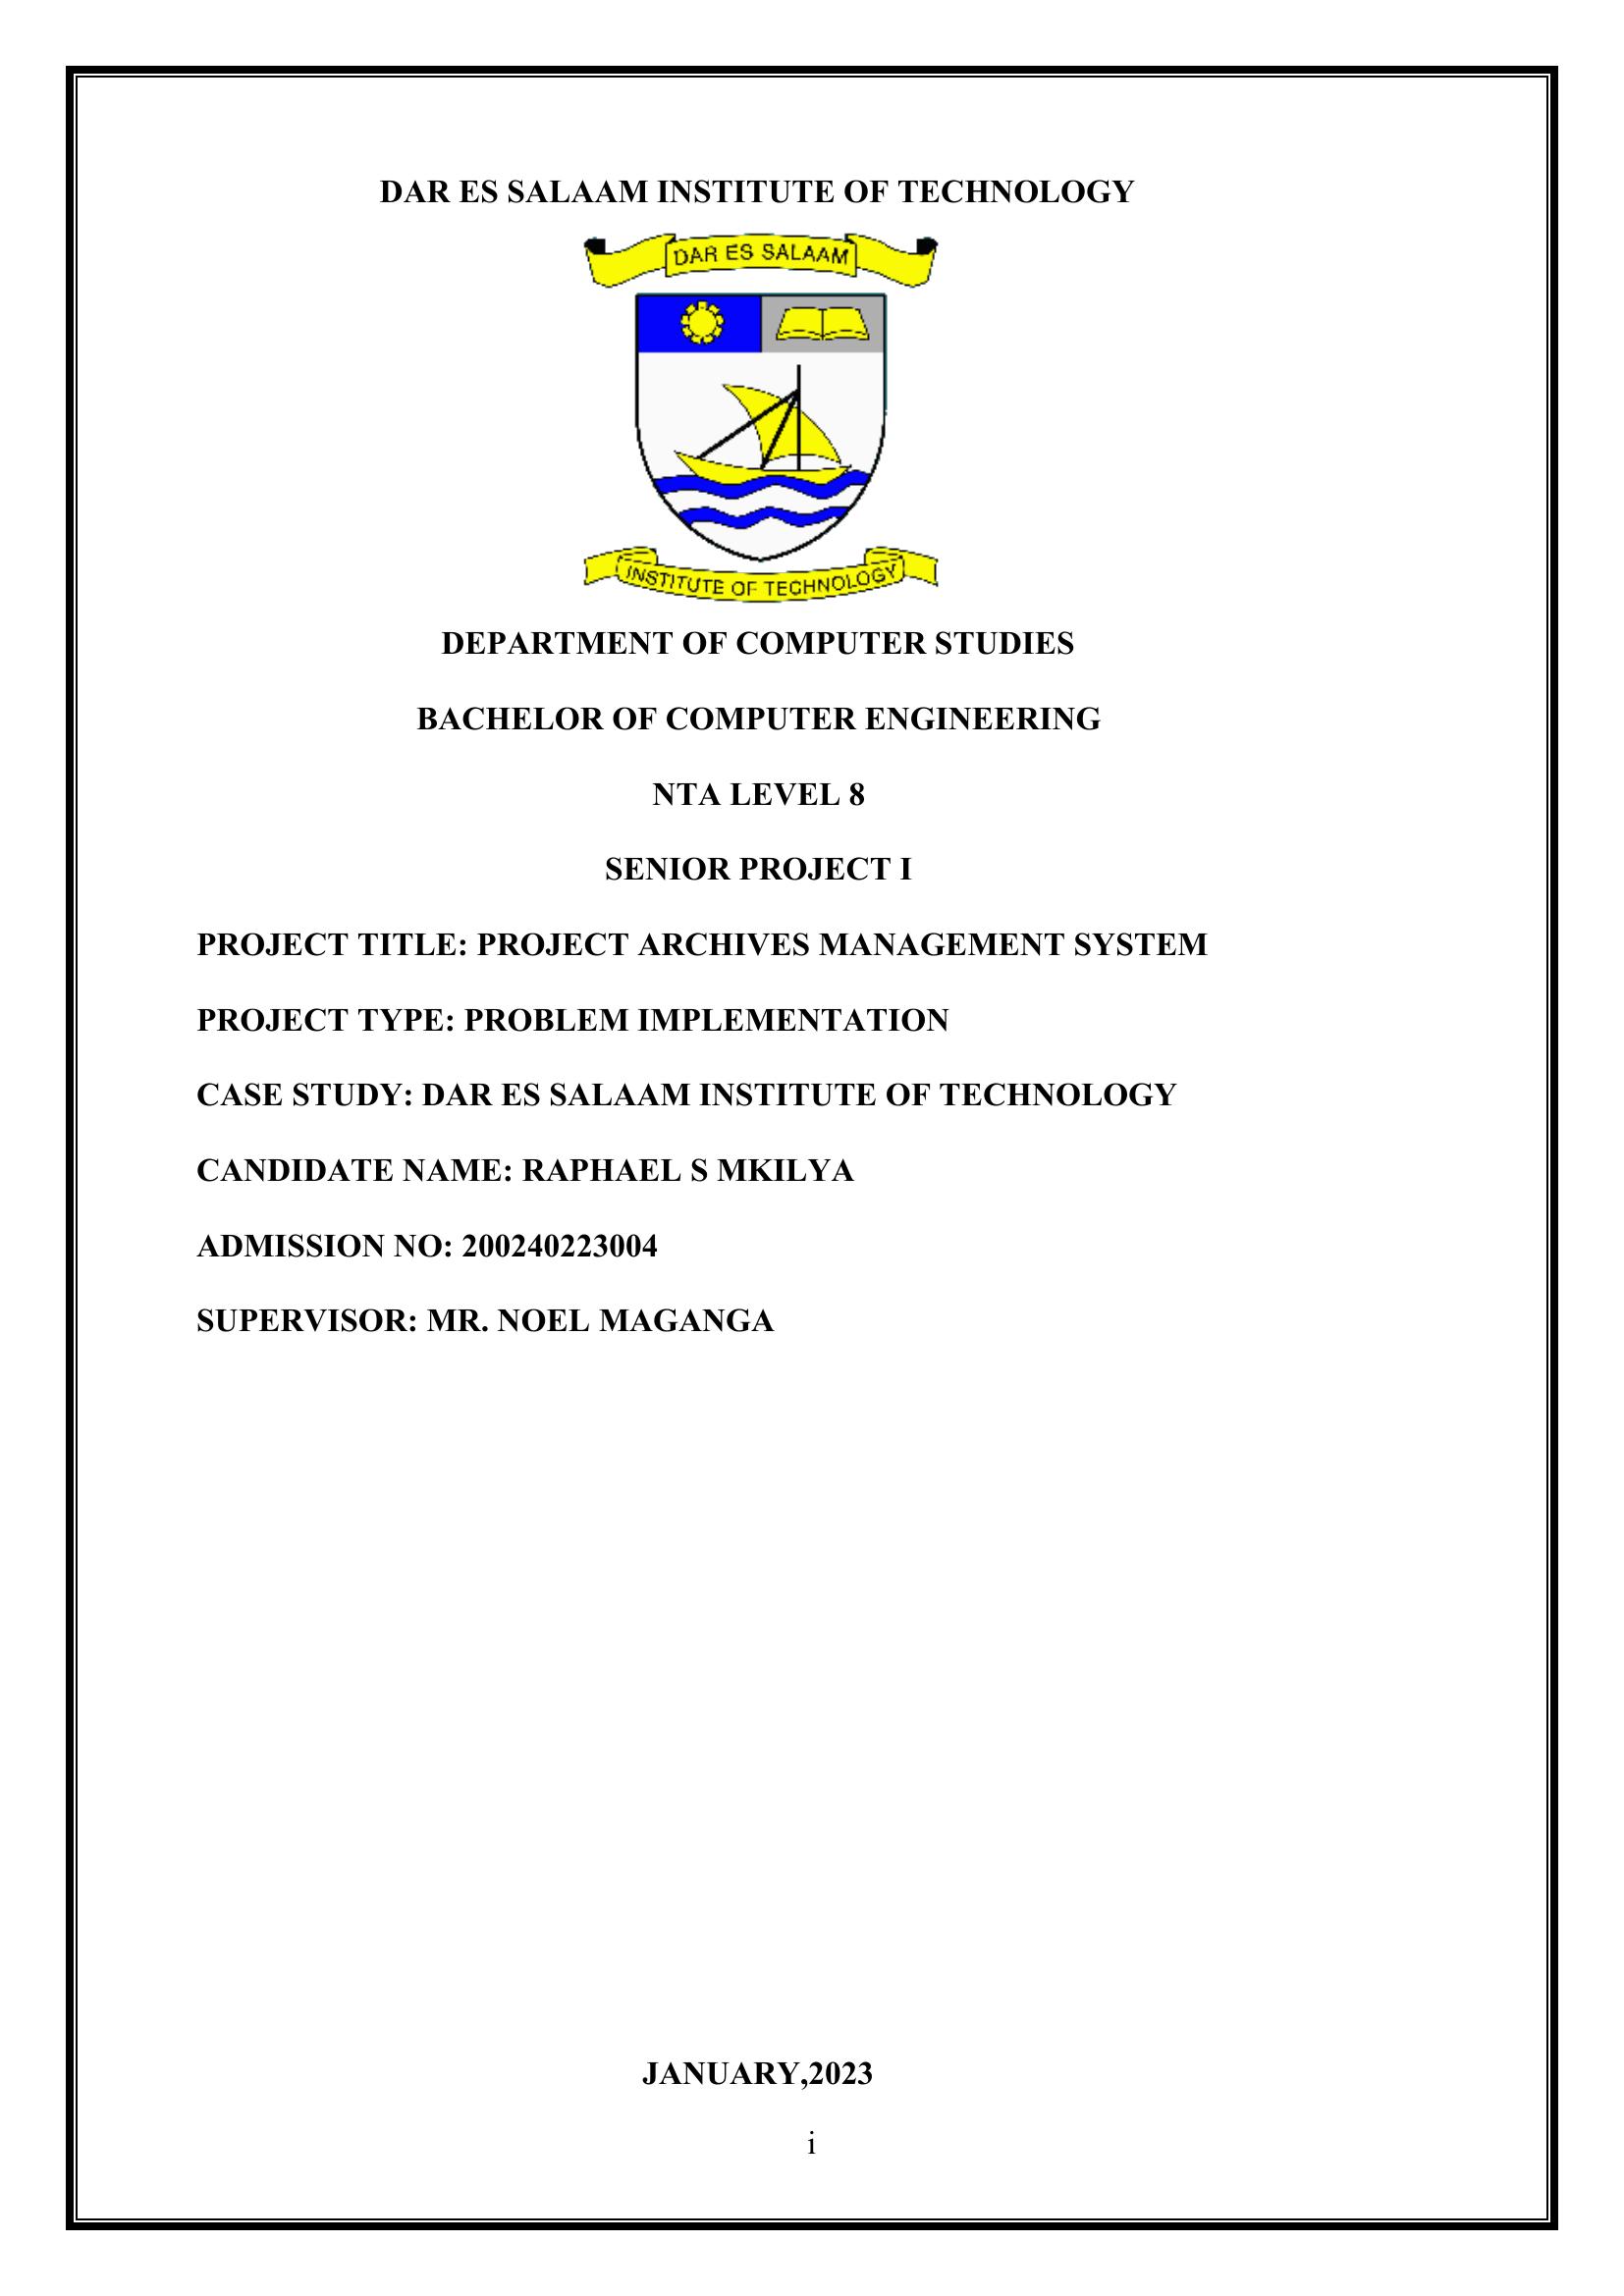 DAR ES SALAAM INSTITUTE OF TECHNOLOGY
DAR ES SALAAM
INSTITUTE OF TECHNOLOGY
DEPARTMENT OF COMPUTER STUDIES
BACHELOR OF COMPUTER ENGINEERING
NTA LEVEL 8
SENIOR PROJECT I
PROJECT TITLE: PROJECT ARCHIVES MANAGEMENT SYSTEM
PROJECT TYPE: PROBLEM IMPLEMENTATION
CASE STUDY: DAR ES SALAAM INSTITUTE OF TECHNOLOGY
CANDIDATE NAME: RAPHAEL S MKILYA
ADMISSION NO: 200240223004
SUPERVISOR: MR. NOEL MAGANGA
JANUARY,2023
i